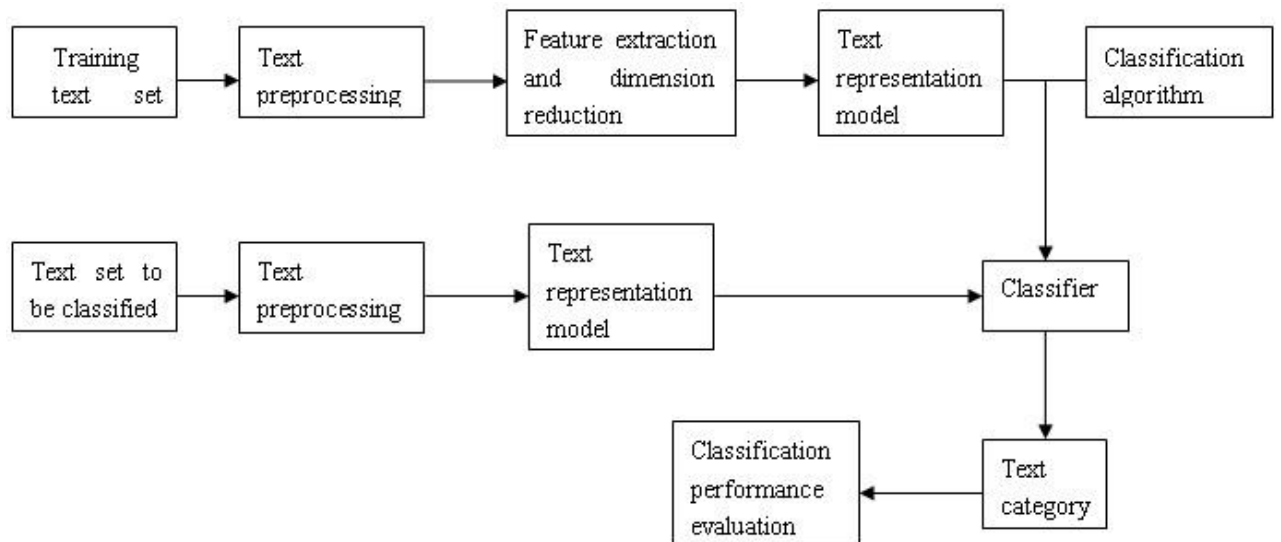 Training
text set
Text
preprocessing
Feature extraction
and dimension
reduction
Text
representation
model
Classification
algorithm
Text set to
be classified
Text
preprocessing
Text
representation
model
Classifier
Classification
performance
evaluation
Text
category